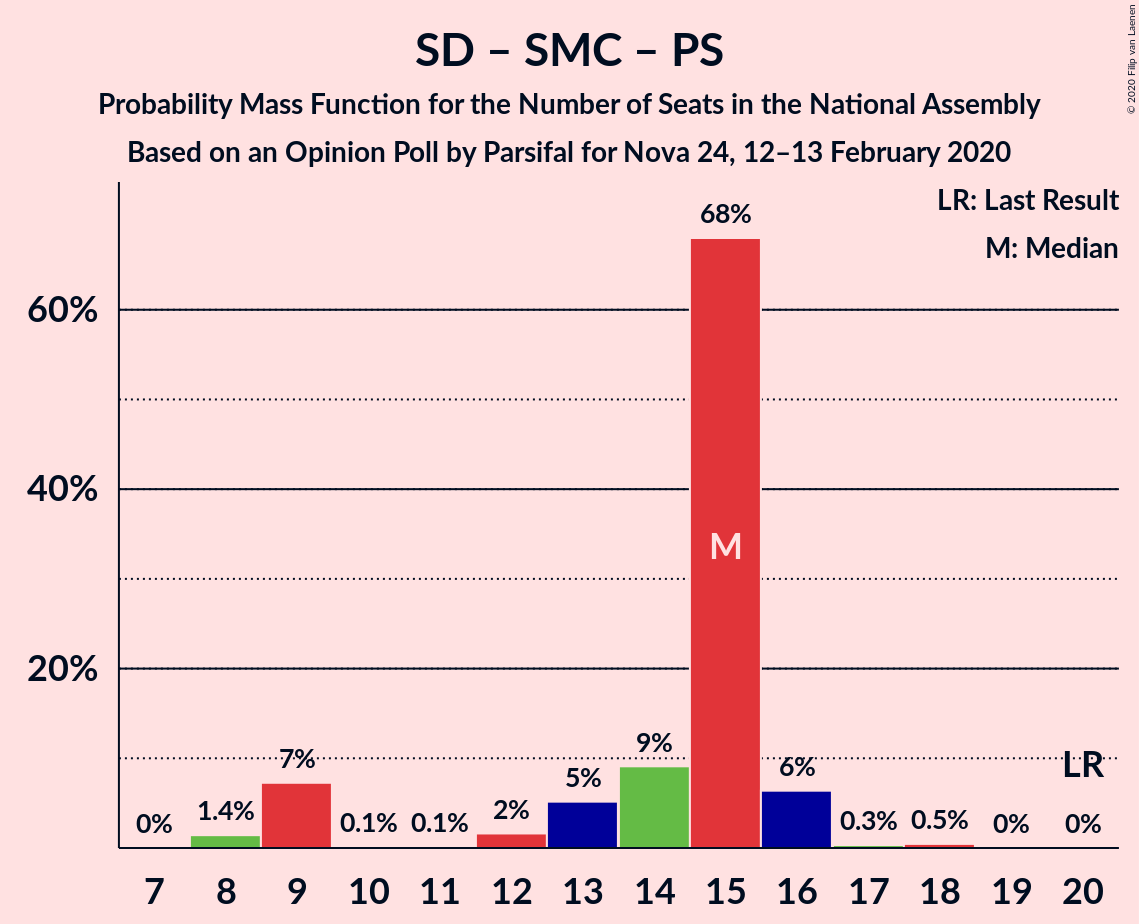 SD – SMC – PS
Probability Mass Function for the Number of Seats in the National Assembly
Based on an Opinion Poll by Parsifal for Nova 24, 12–13 February 2020
© 2020 Filip van Laenen
LR: Last Result
M: Median
60%
40%
20%
0%
1.4%
7%
0.1%
0.1%
2%
5%
9%
68%
M
6%
0.3%
0.5%
0%
LR
0%
7 8 9 10 11 12 13 14 15 16 17 18 19 20